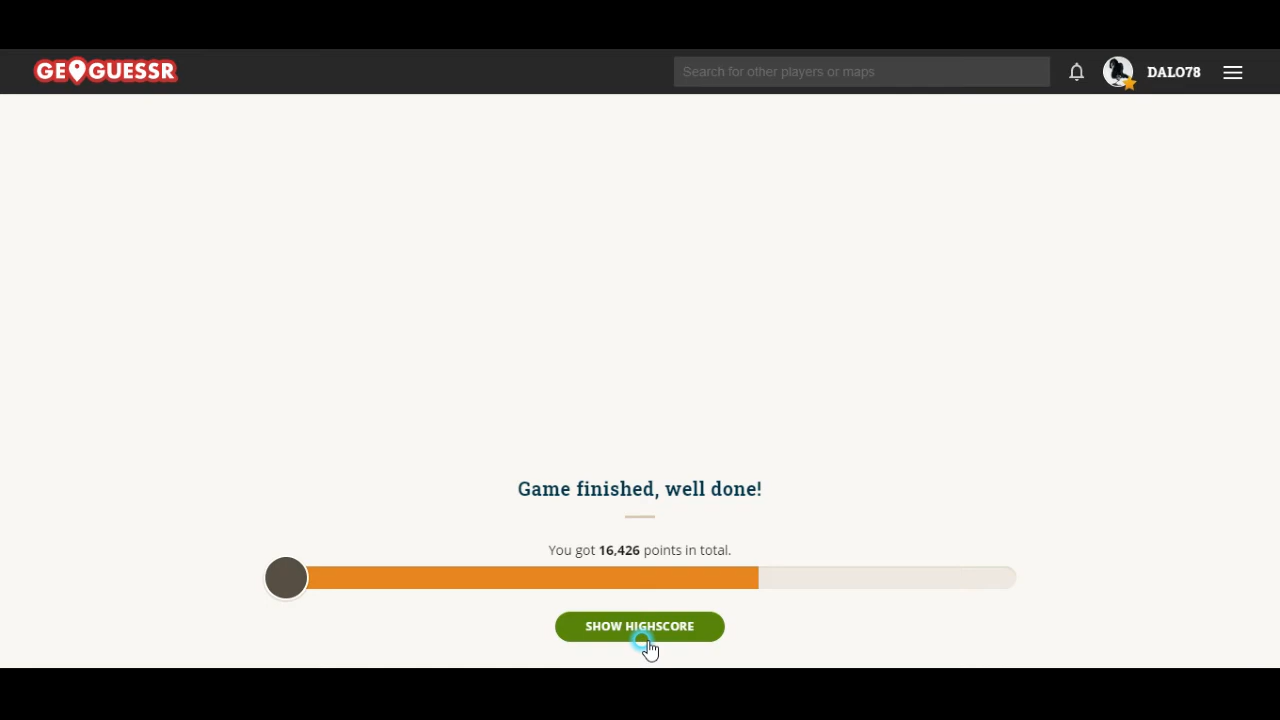 GEOGUESSR
Search for other players or maps
DALO78
Game finished, well done!
You got 16,426 points in total.
SHOW HIGHSCORE